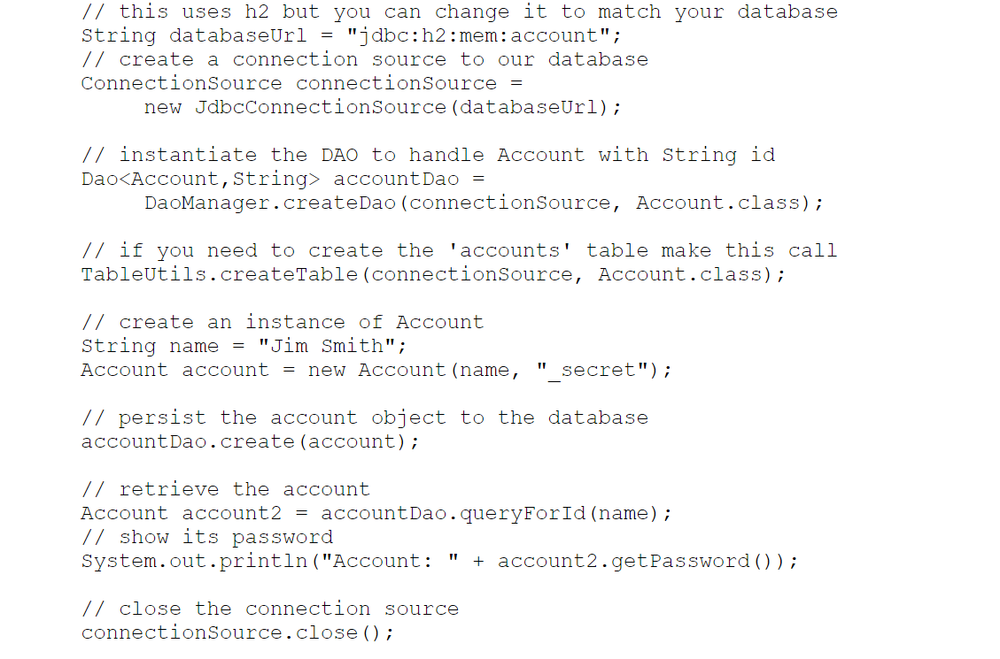 // this uses h2 but you can change it to match your database
String databaseUrl = "jdbc:h2:mem:account";
// create a connection source to our database
ConnectionSource connectionSource =
     new JdbcConnectionSource(databaseUrl);

// instantiate the DAO to handle Account with String id
Dao<Account,String> accountDao =
     DaoManager.createDao(connectionSource, Account.class);

// if you need to create the 'accounts' table make this call
TableUtils.createTable(connectionSource, Account.class);

// create an instance of Account
String name = "Jim Smith";
Account account = new Account(name, "_secret");

// persist the account object to the database
accountDao.create(account);

// retrieve the account
Account account2 = accountDao.queryForId(name);
// show its password
System.out.println("Account: " + account2.getPassword());

// close the connection source
connectionSource.close();